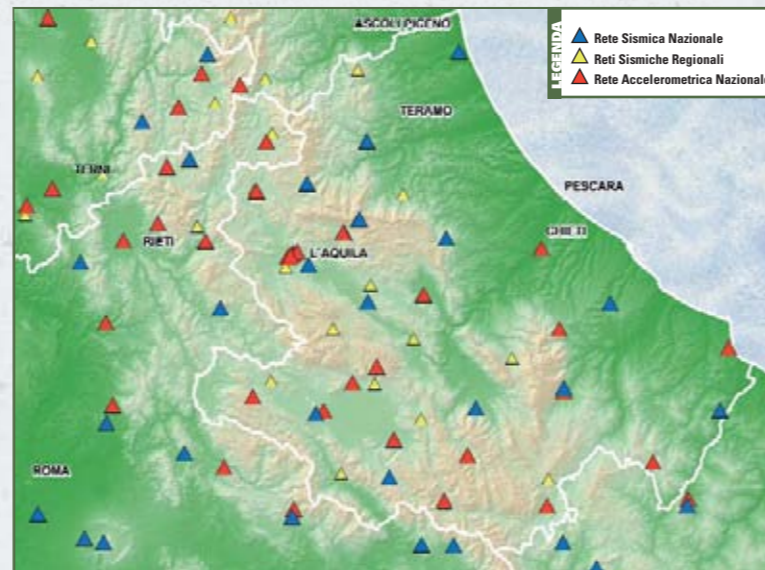 ASCOLI PICENO
LEGENDA
Rete Sismica Nazionale
Reti Sismiche Regionali
Rete Accelerometrica Nazionale
TERAMO
TERNI
PESCARA
CHIETI
RIETI
L'AQUILA
ROMA